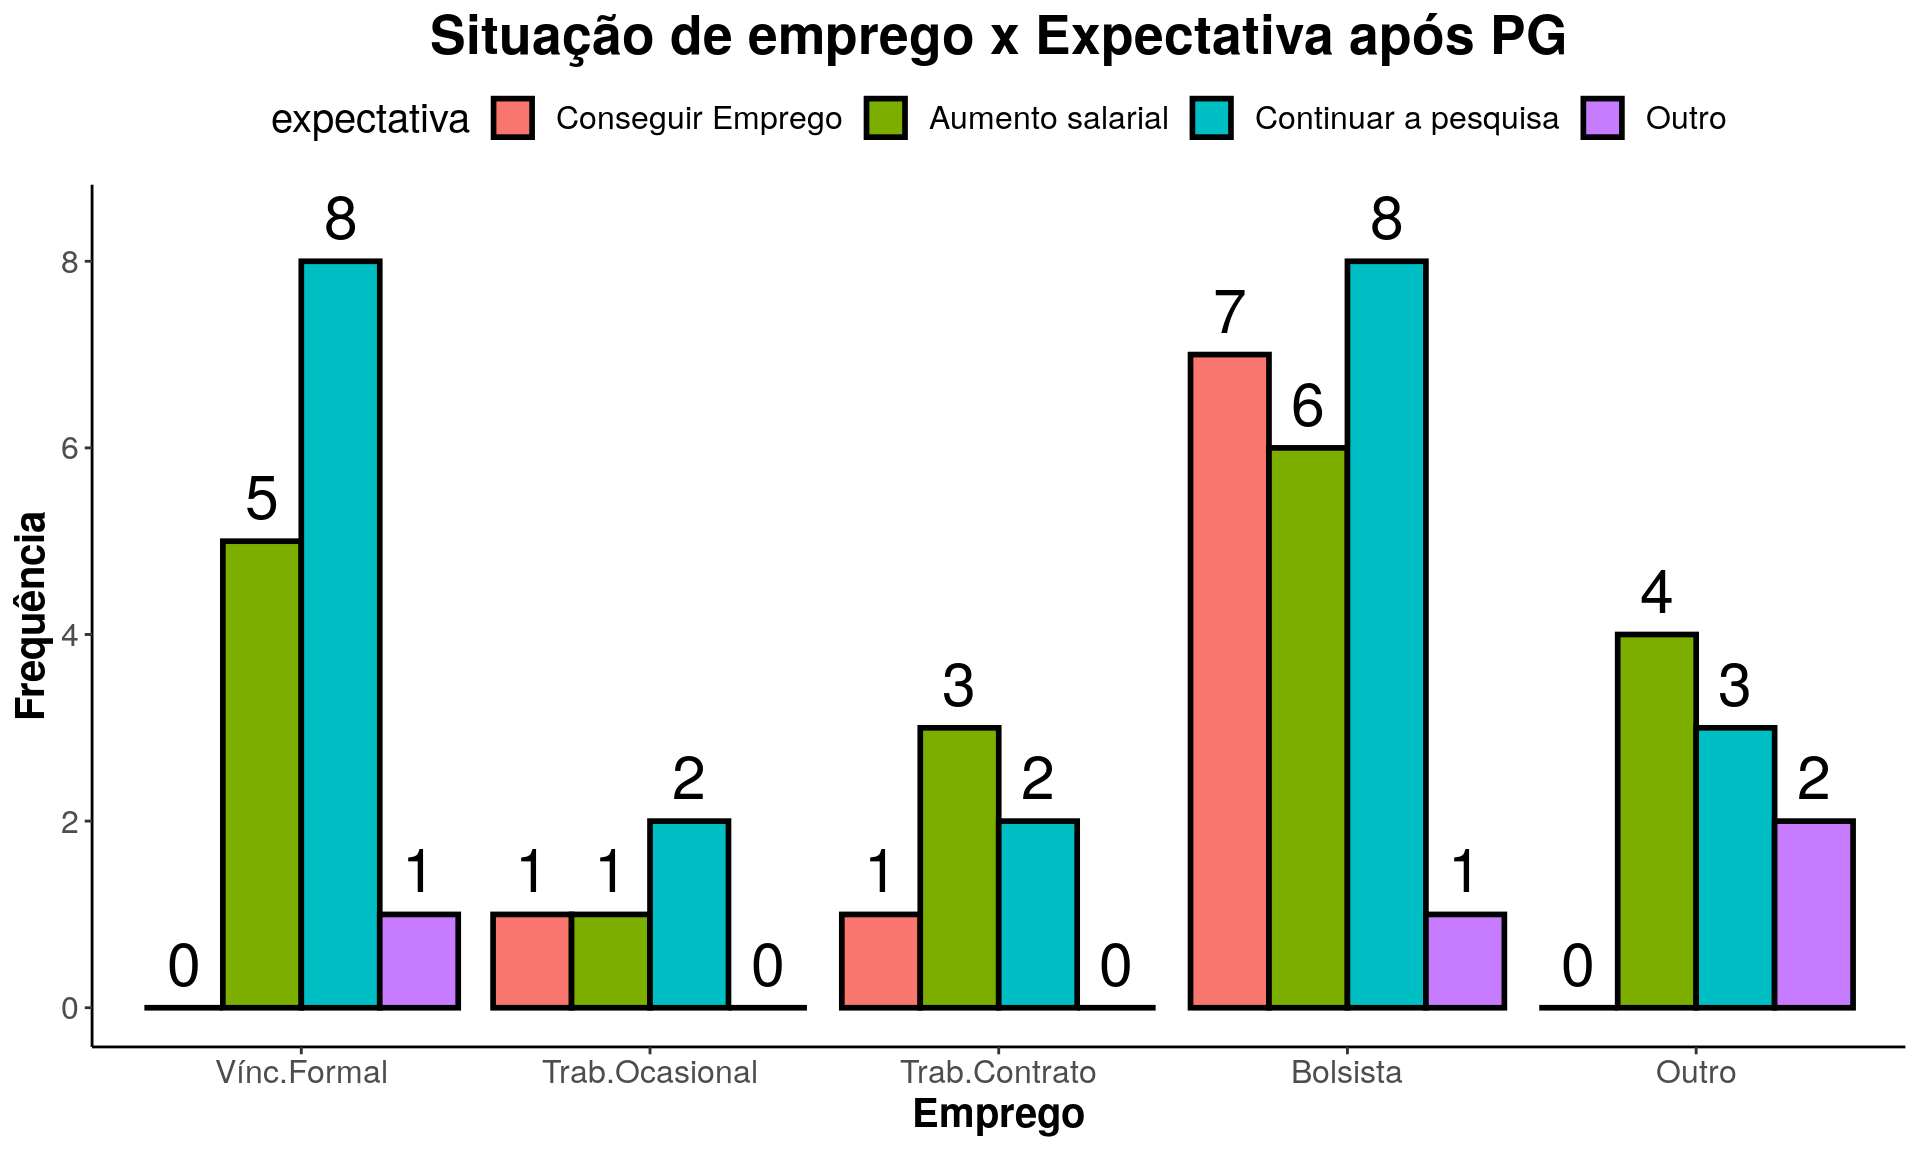 Situação de emprego x Expectativa após PG
expectativa Conseguir Emprego Aumento salarial Continuar a pesquisa Outro
Frequência
8
6
4
2
0
0 5 8 1
1 1 2 0
1 3 2 0
7 6 8 1
0 4 3 2
Vínc.Formal Trab.Ocasional Trab.Contrato Bolsista Outro
Emprego